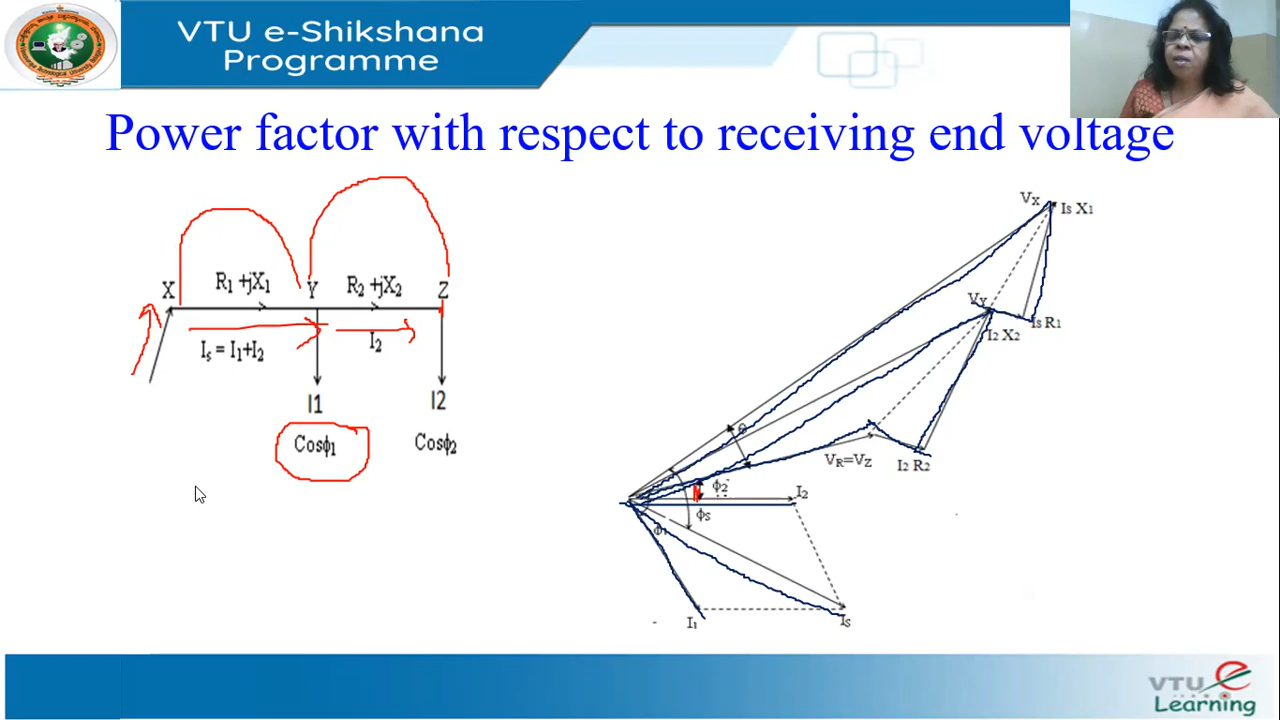 VTU e-Shikshana
Programme
Power factor with respect to receiving end voltage
X
R₁ +jX₁
Y
R₂ +jX₂
Z
Iₛ = I₁+I₂
I₂
I1
I2
Cosϕ₁
Cosϕ₂
Vx
Is X₁
VY
Is R₁
I₂ X₂
θ
VR=VZ
I₂ R₂
ϕ₂
I₂
ϕs
ϕ₁
I₁
Is
VTU e
Learning